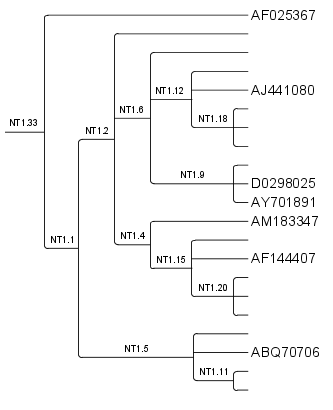 AF025367
NT1.12
AJ441080
NT1.6
NT1.18
NT1.33
NT1.2
NT1.9
D0298025
AY701891
AM183347
NT1.4
NT1.1
NT1.15
AF144407
NT1.20
NT1.5
ABQ70706
NT1.11